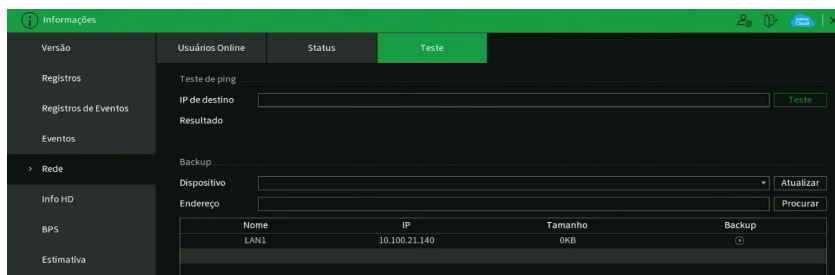 Informações
Versão
Registros
Registros de Eventos
Eventos
Rede
Info HD
BPS
Estimativa
Usuários Online Status Teste
Teste de ping
IP de destino Teste
Resultado
Backup
Dispositivo Atualizar
Endereço Procurar
Nome IP Tamanho Backup
LAN1 10.100.21.140 0KB